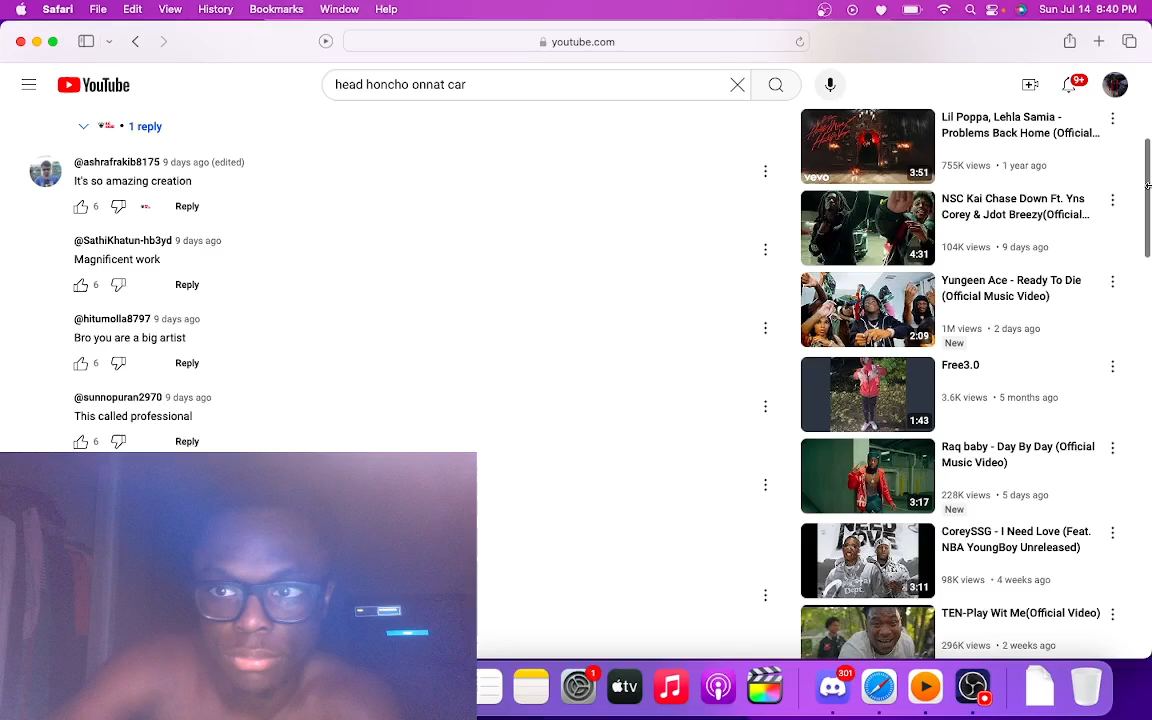 Safari File Edit View History Bookmarks Window Help
Sun Jul 14 8:40 PM
youtube.com
YouTube
head honcho onnat car
9+
1 reply
@ashrafrakib8175 9 days ago (edited)
It's so amazing creation
6 Reply
@SathiKhatun-hb3yd 9 days ago
Magnificent work
6 Reply
@hitumolla8797 9 days ago
Bro you are a big artist
6 Reply
@sunnopuran2970 9 days ago
This called professional
6 Reply
vevo
3:51
Lil Poppa, Lehla Samia -
Problems Back Home (Official...
755K views • 1 year ago
4:31
NSC Kai Chase Down Ft. Yns
Corey & Jdot Breezy(Official...
104K views • 9 days ago
2:09
Yungeen Ace - Ready To Die
(Official Music Video)
1M views • 2 days ago
New
1:43
Free3.0
3.6K views • 5 months ago
3:17
Raq baby - Day By Day (Official
Music Video)
228K views • 5 days ago
New
NEED
LOVE
3:11
CoreySSG - I Need Love (Feat.
NBA YoungBoy Unreleased)
98K views • 4 weeks ago
TEN-Play Wit Me(Official Video)
296K views • 2 weeks ago
1
tv
301